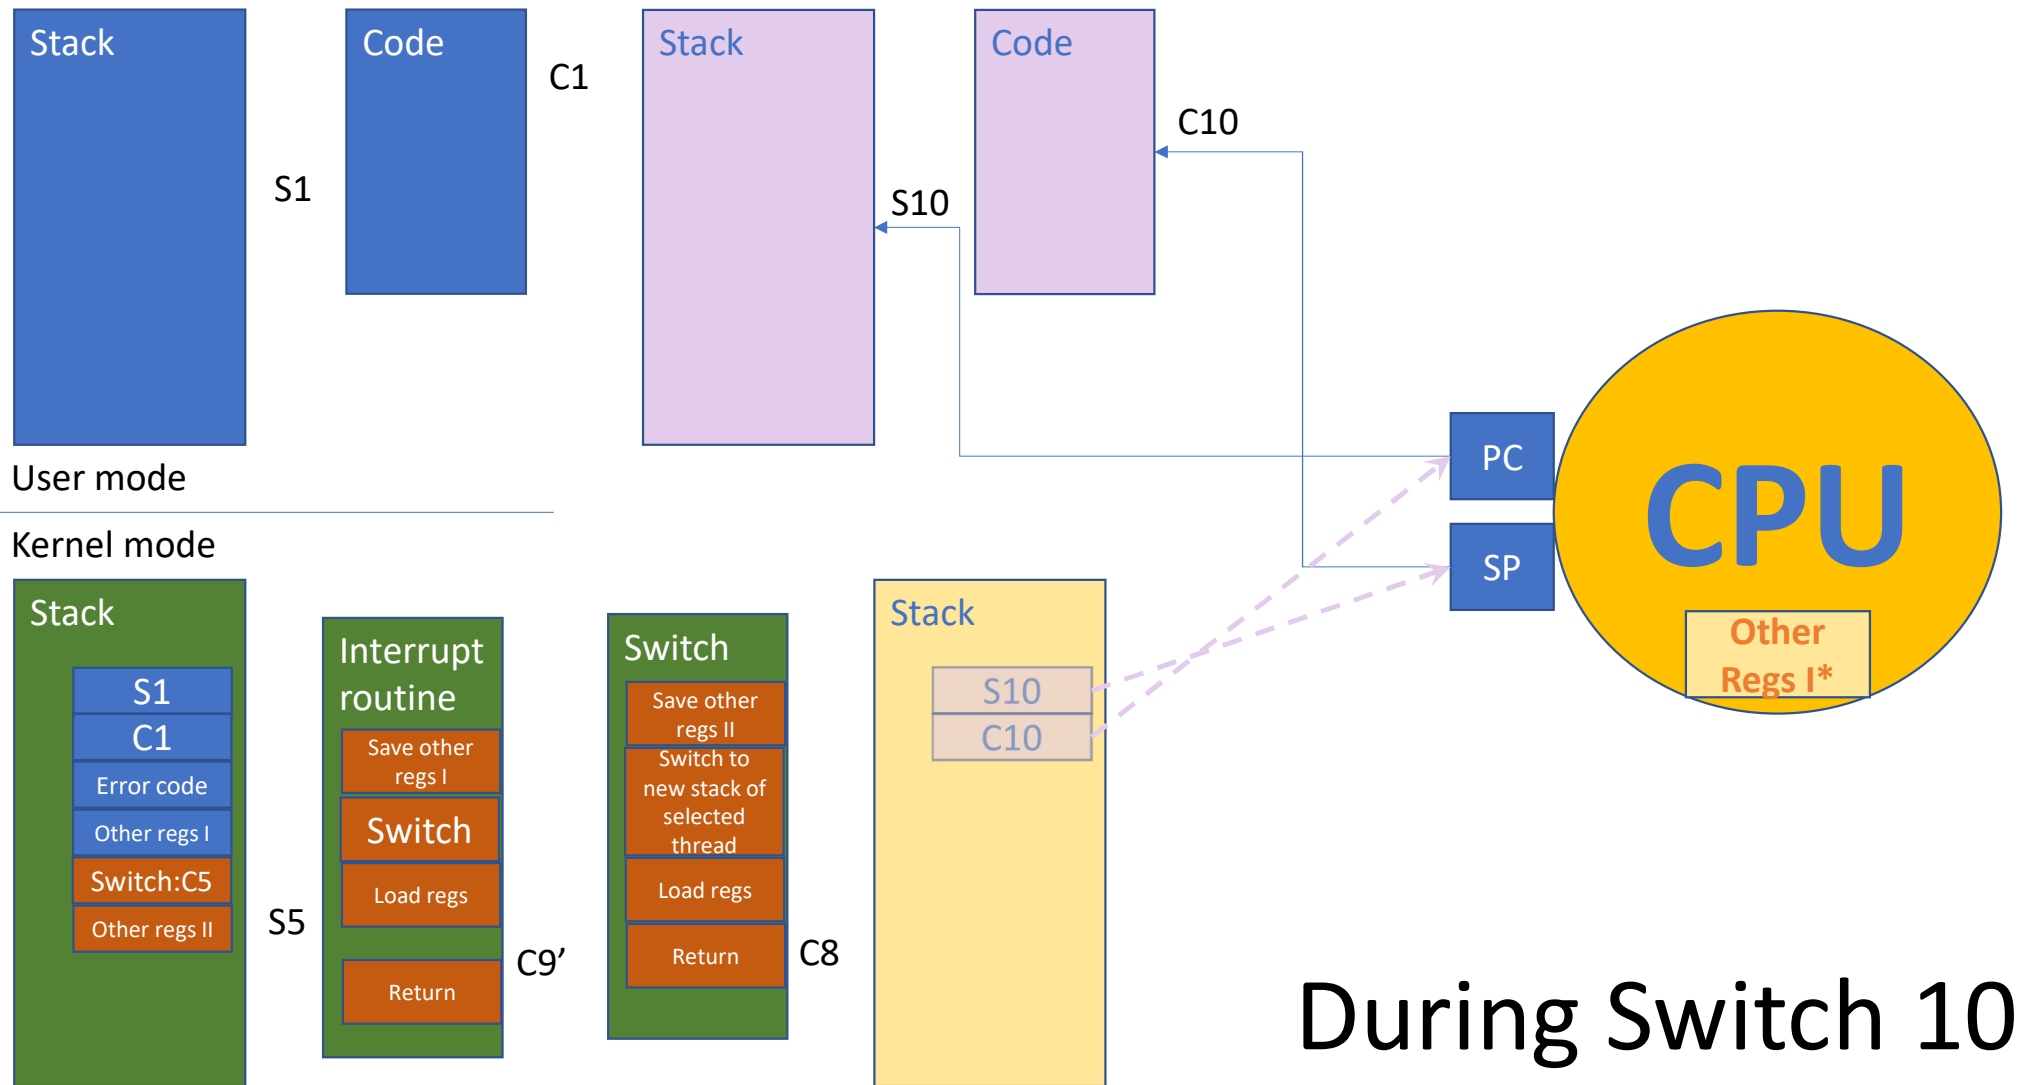 Stack
Code
C1
S1
Stack
Code
C10
S10
User mode
Kernel mode
PC
SP
CPU
Other
Regs I*
Stack
S1
C1
Error code
Other regs I
Switch:C5
Other regs II
S5
Interrupt
routine
Save other
regs I
Switch
Load regs
Return
C9’
Switch
Save other
regs II
Switch to
new stack of
selected
thread
Load regs
Return
C8
Stack
S10
C10
During Switch 10